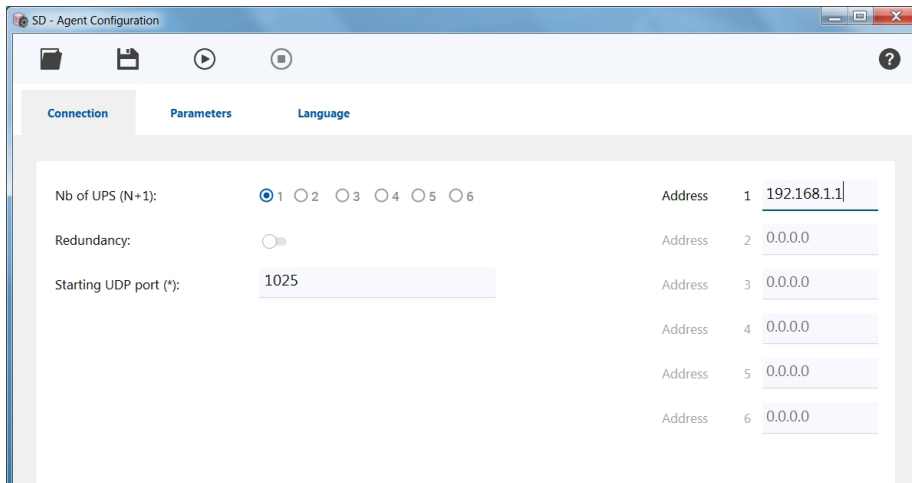 SD - Agent Configuration
Connection Parameters Language
Nb of UPS (N+1): 1 2 3 4 5 6 Address 1 192.168.1.1
Redundancy: Address 2 0.0.0.0
Starting UDP port (*): 1025 Address 3 0.0.0.0
Address 4 0.0.0.0
Address 5 0.0.0.0
Address 6 0.0.0.0